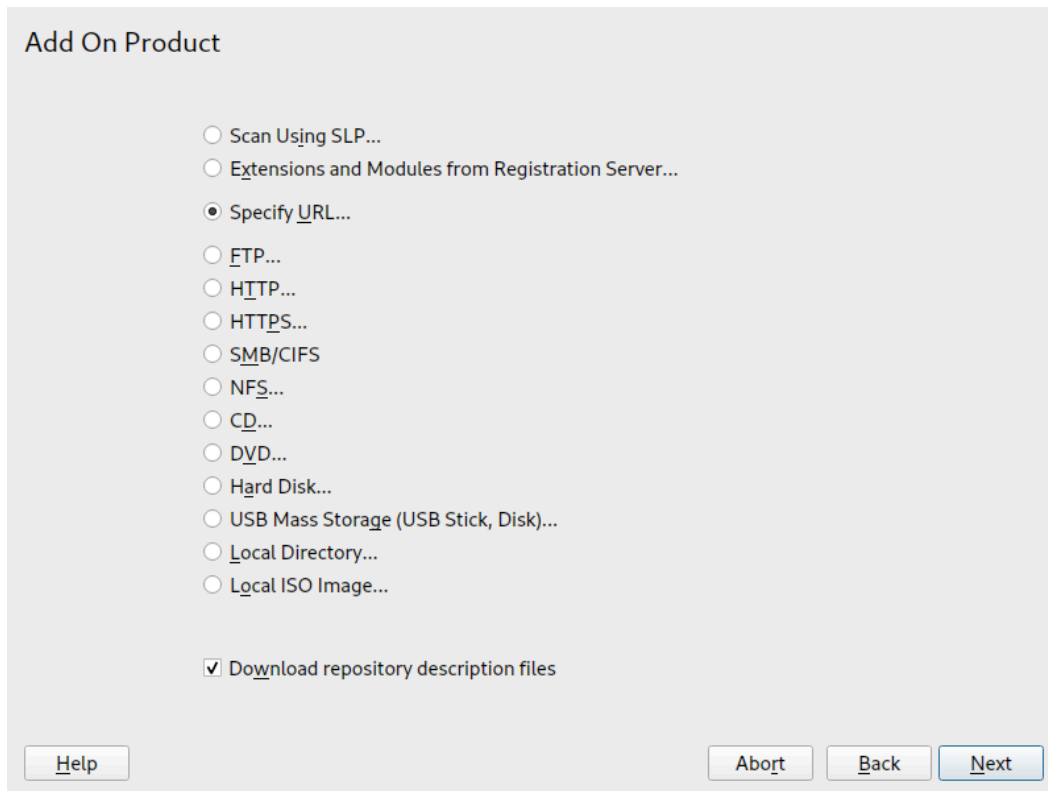 Add On Product
Scan Using SLP...
Extensions and Modules from Registration Server...
Specify URL...
FTP...
HTTP...
HTTPS...
SMB/CIFS
NFS...
CD...
DVD...
Hard Disk...
USB Mass Storage (USB Stick, Disk)...
Local Directory...
Local ISO Image...
Download repository description files
Help Abort Back Next